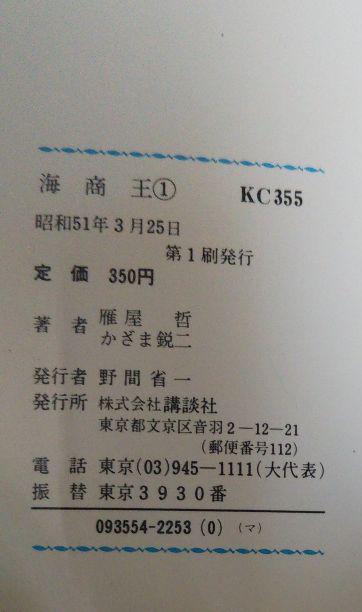 海商王① KC355
昭和51年3月25日
第1刷発行
定価 350円
著者 雁屋 哲
かざま鋭二
発行者 野間省一
発行所 株式会社講談社
東京都文京区音羽2-12-21
(郵便番号112)
電話 東京(03)945-1111(大代表)
振替 東京3930番
093554-2253 (0) (マ)